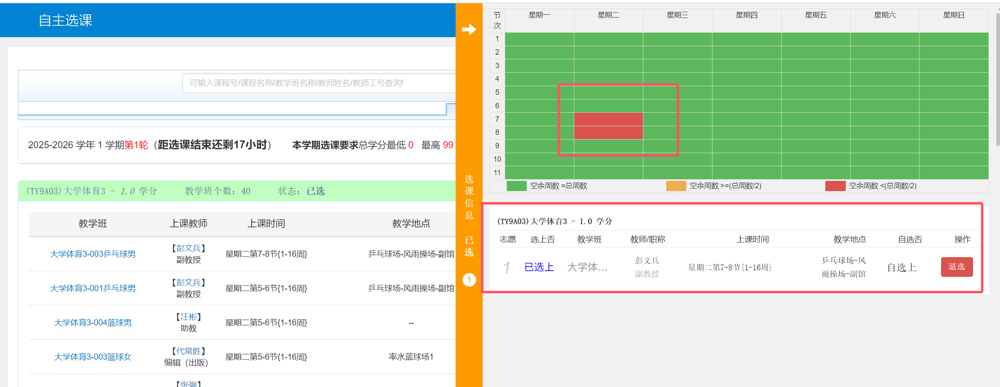 自主选课
可输入课程号/课程名称/教学班名称/教师姓名/教师工号查询!
2025-2026 学年 1 学期第1轮（距选课结束还剩17小时） 本学期选课要求总学分最低 0 最高 99
(TY9A03)大学体育3 - 1.0 学分 教学班个数：40 状态：已选
教学班 上课教师 上课时间 教学地点
大学体育3-003乒乓球男 【彭文兵】 副教授 星期二第7-8节{1-16周} 乒乓球场-风雨操场-副馆
大学体育3-001乒乓球男 【彭文兵】 副教授 星期二第5-6节{1-16周} 乒乓球场-风雨操场-副馆
大学体育3-004篮球男 【汪彬】 助教 星期二第5-6节{1-16周} --
大学体育3-003篮球女 【代常胜】 编辑（出版） 星期二第5-6节{1-16周} 率水蓝球场1
【张强】
选课信息
已选
1
节次 星期一 星期二 星期三 星期四 星期五 星期六 星期日
1
2
3
4
5
6
7
8
9
10
11
空余周数 =总周数 空余周数 >=(总周数/2) 空余周数 <(总周数/2)
(TY9A03)大学体育3 - 1.0 学分
志愿 选上否 教学班 教师/职称 上课时间 教学地点 自选否 操作
1 已选上 大学体... 彭文兵 副教授 星期二第7-8节{1-16周} 乒乓球场-风雨操场-副馆 自选上 退选